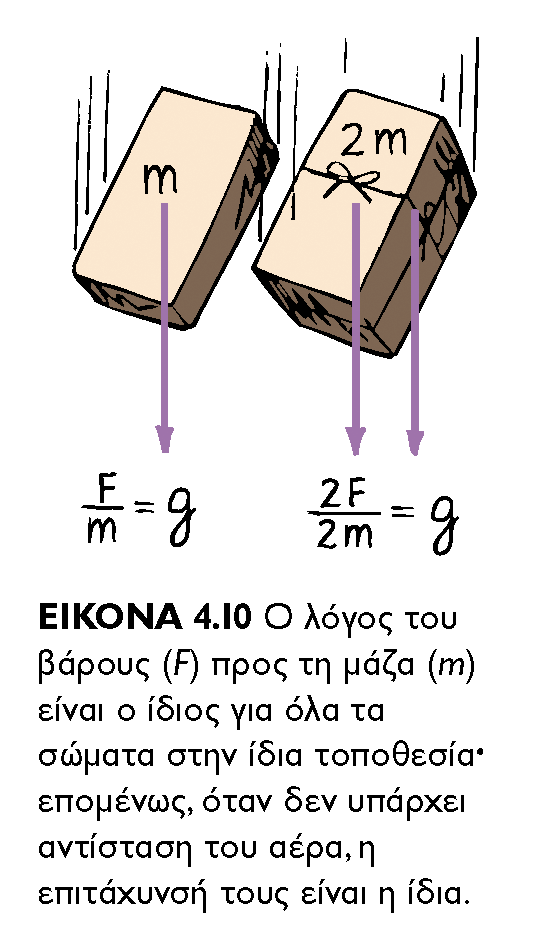 m
2m
F/m = g
2F/2m = g
ΕΙΚΟΝΑ 4.10 Ο λόγος του
βάρους (F) προς τη μάζα (m)
είναι ο ίδιος για όλα τα
σώματα στην ίδια τοποθεσία·
επομένως, όταν δεν υπάρχει
αντίσταση του αέρα, η
επιτάχυνσή τους είναι η ίδια.